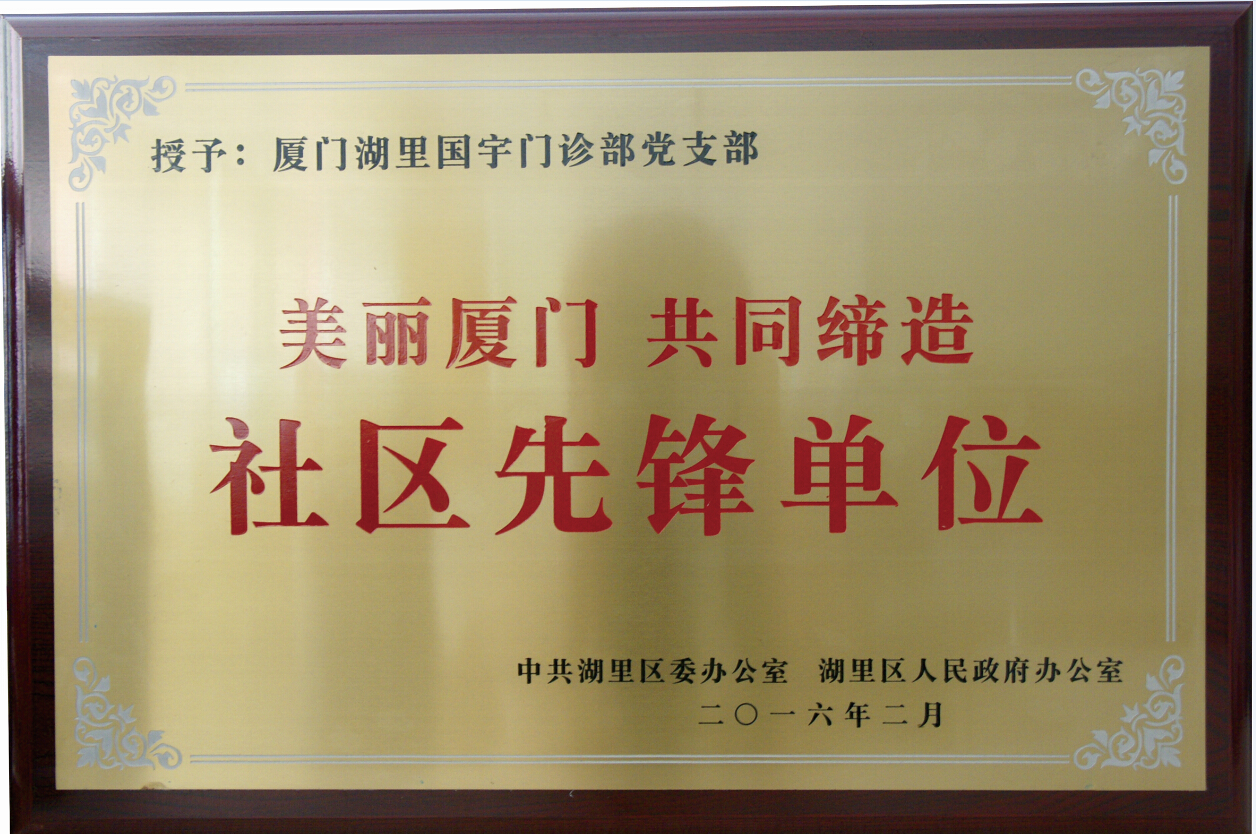 授予：厦门湖里国宇门诊部党支部
美丽厦门 共同缔造
社区先锋单位
中共湖里区委办公室 湖里区人民政府办公室
二〇一六年二月